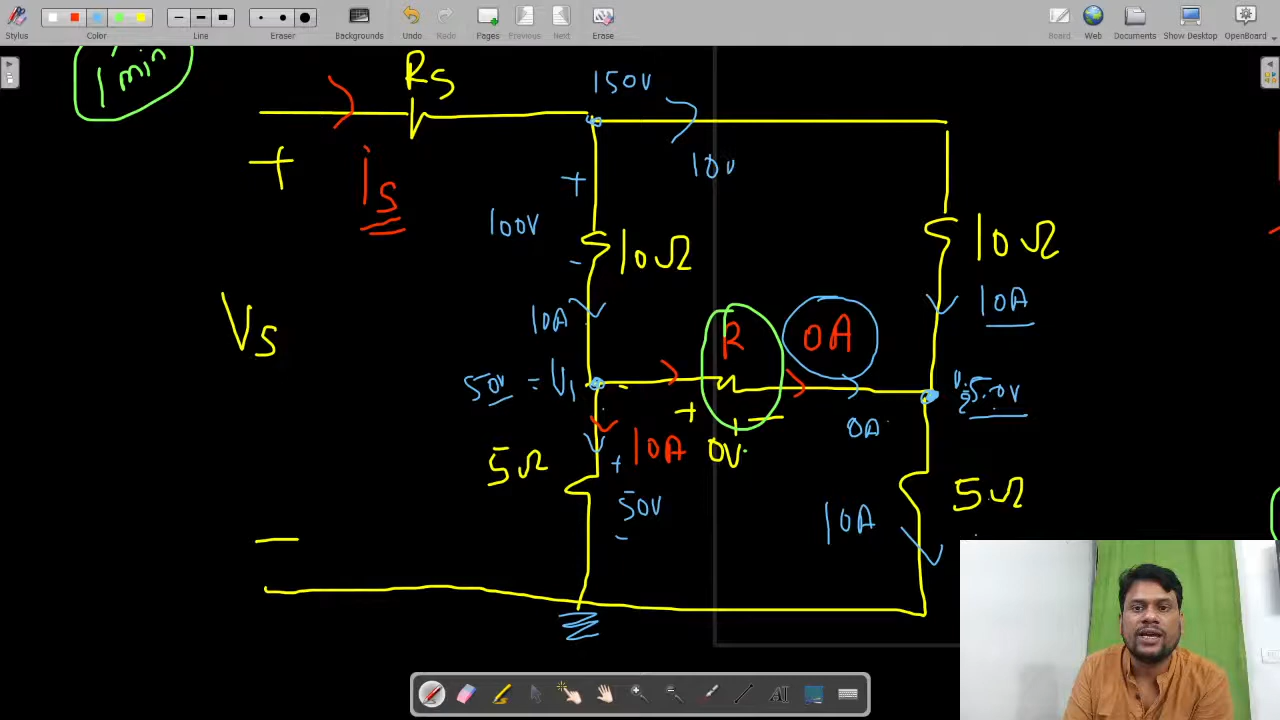 Stylus
Color
Line
Eraser
Backgrounds
Undo
Redo
Pages
Previous
Next
Erase
Board
Web
Documents
Show Desktop
OpenBoard
1 min
Rs
150V
is
10V
+
+
100V
-
10Ω
10Ω
10A
10A
Vs
R
0A
50V = V1
50V
+
-
0V
0A
10A
+
5Ω
50V
-
10A
5Ω
-
AI